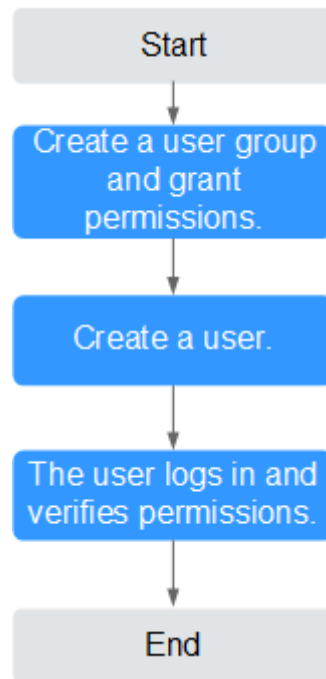 Start
Create a user group
and grant
permissions.
Create a user.
The user logs in and
verifies permissions.
End